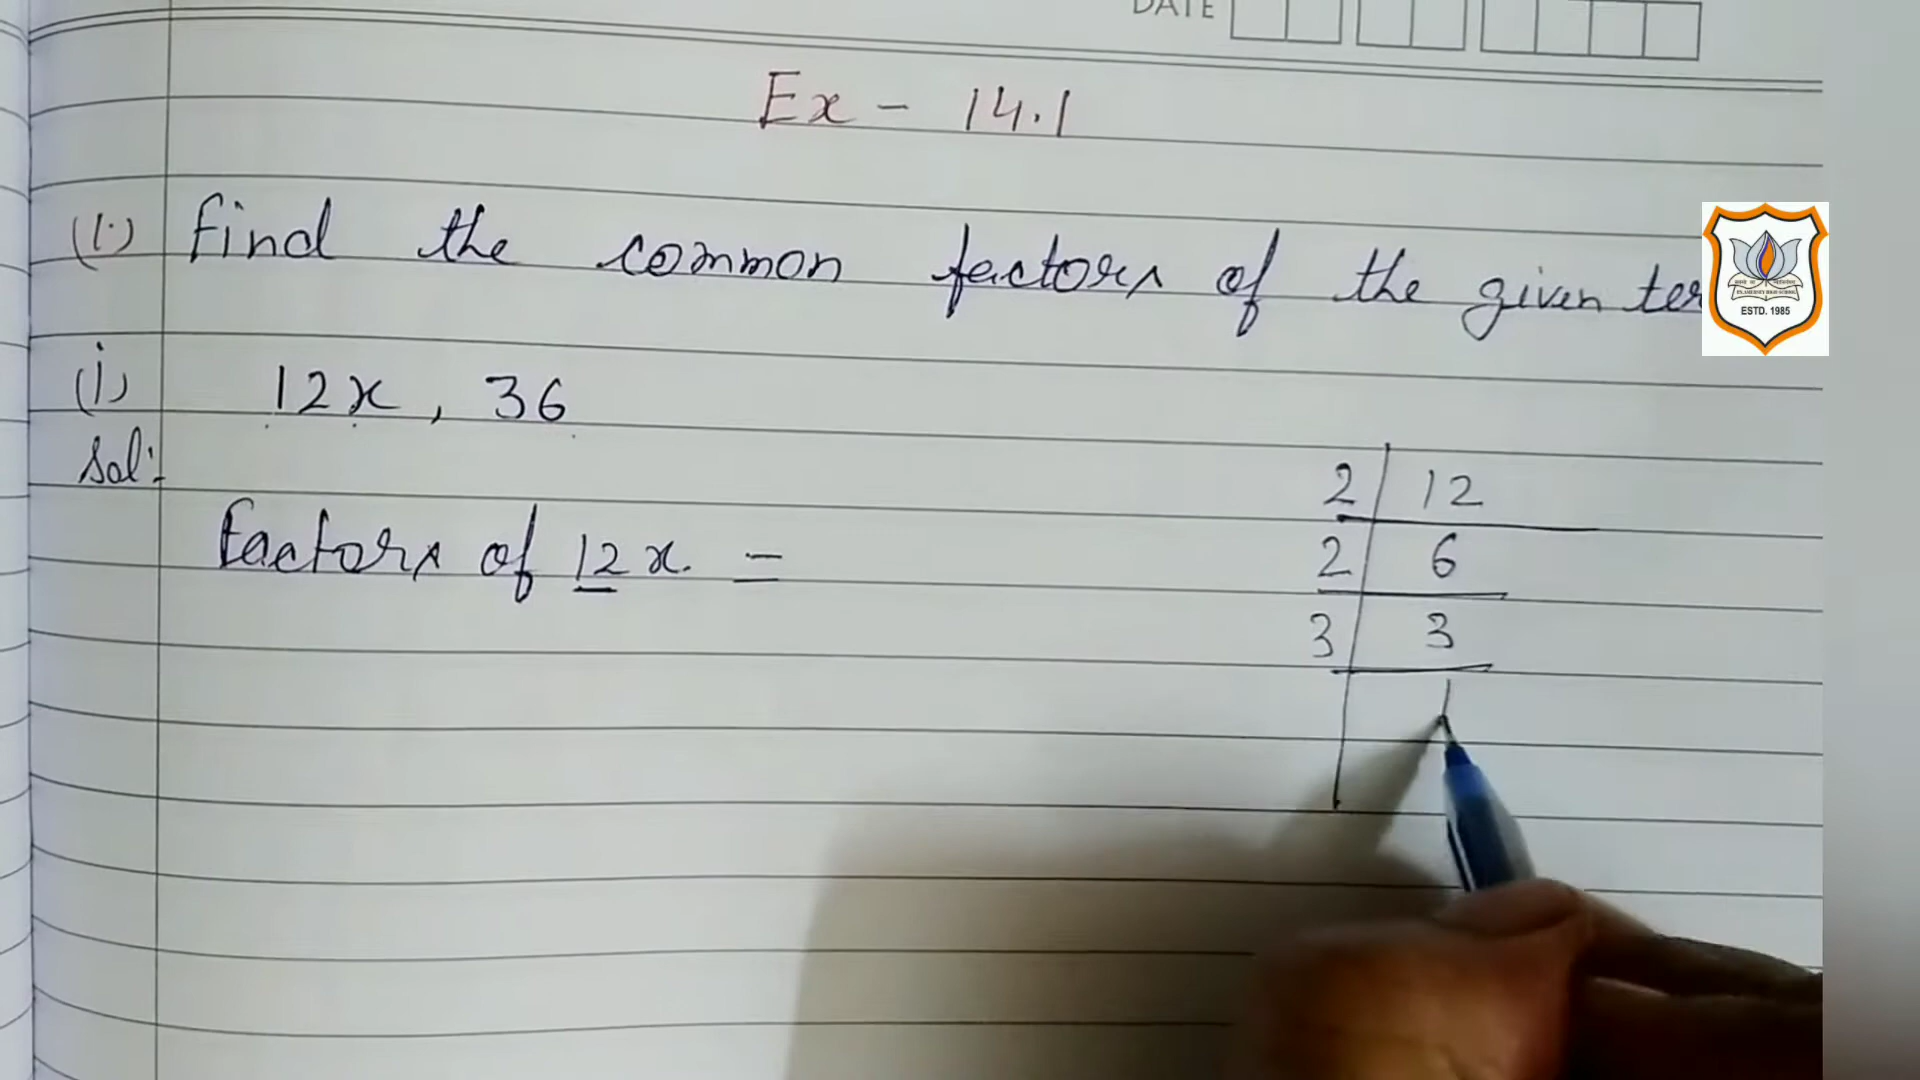 DATE
Ex - 14.1
(1.) find the common factors of the given ter
ESTD. 1985
(i) 12x, 36
Sol:-
factors of 12x. =
2 | 12
2 | 6
3 | 3
1